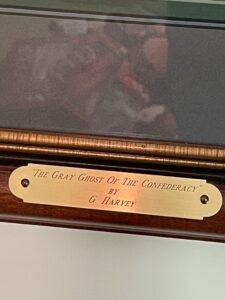 "The Gray Ghost Of The Confederacy"
BY
G. HARVEY